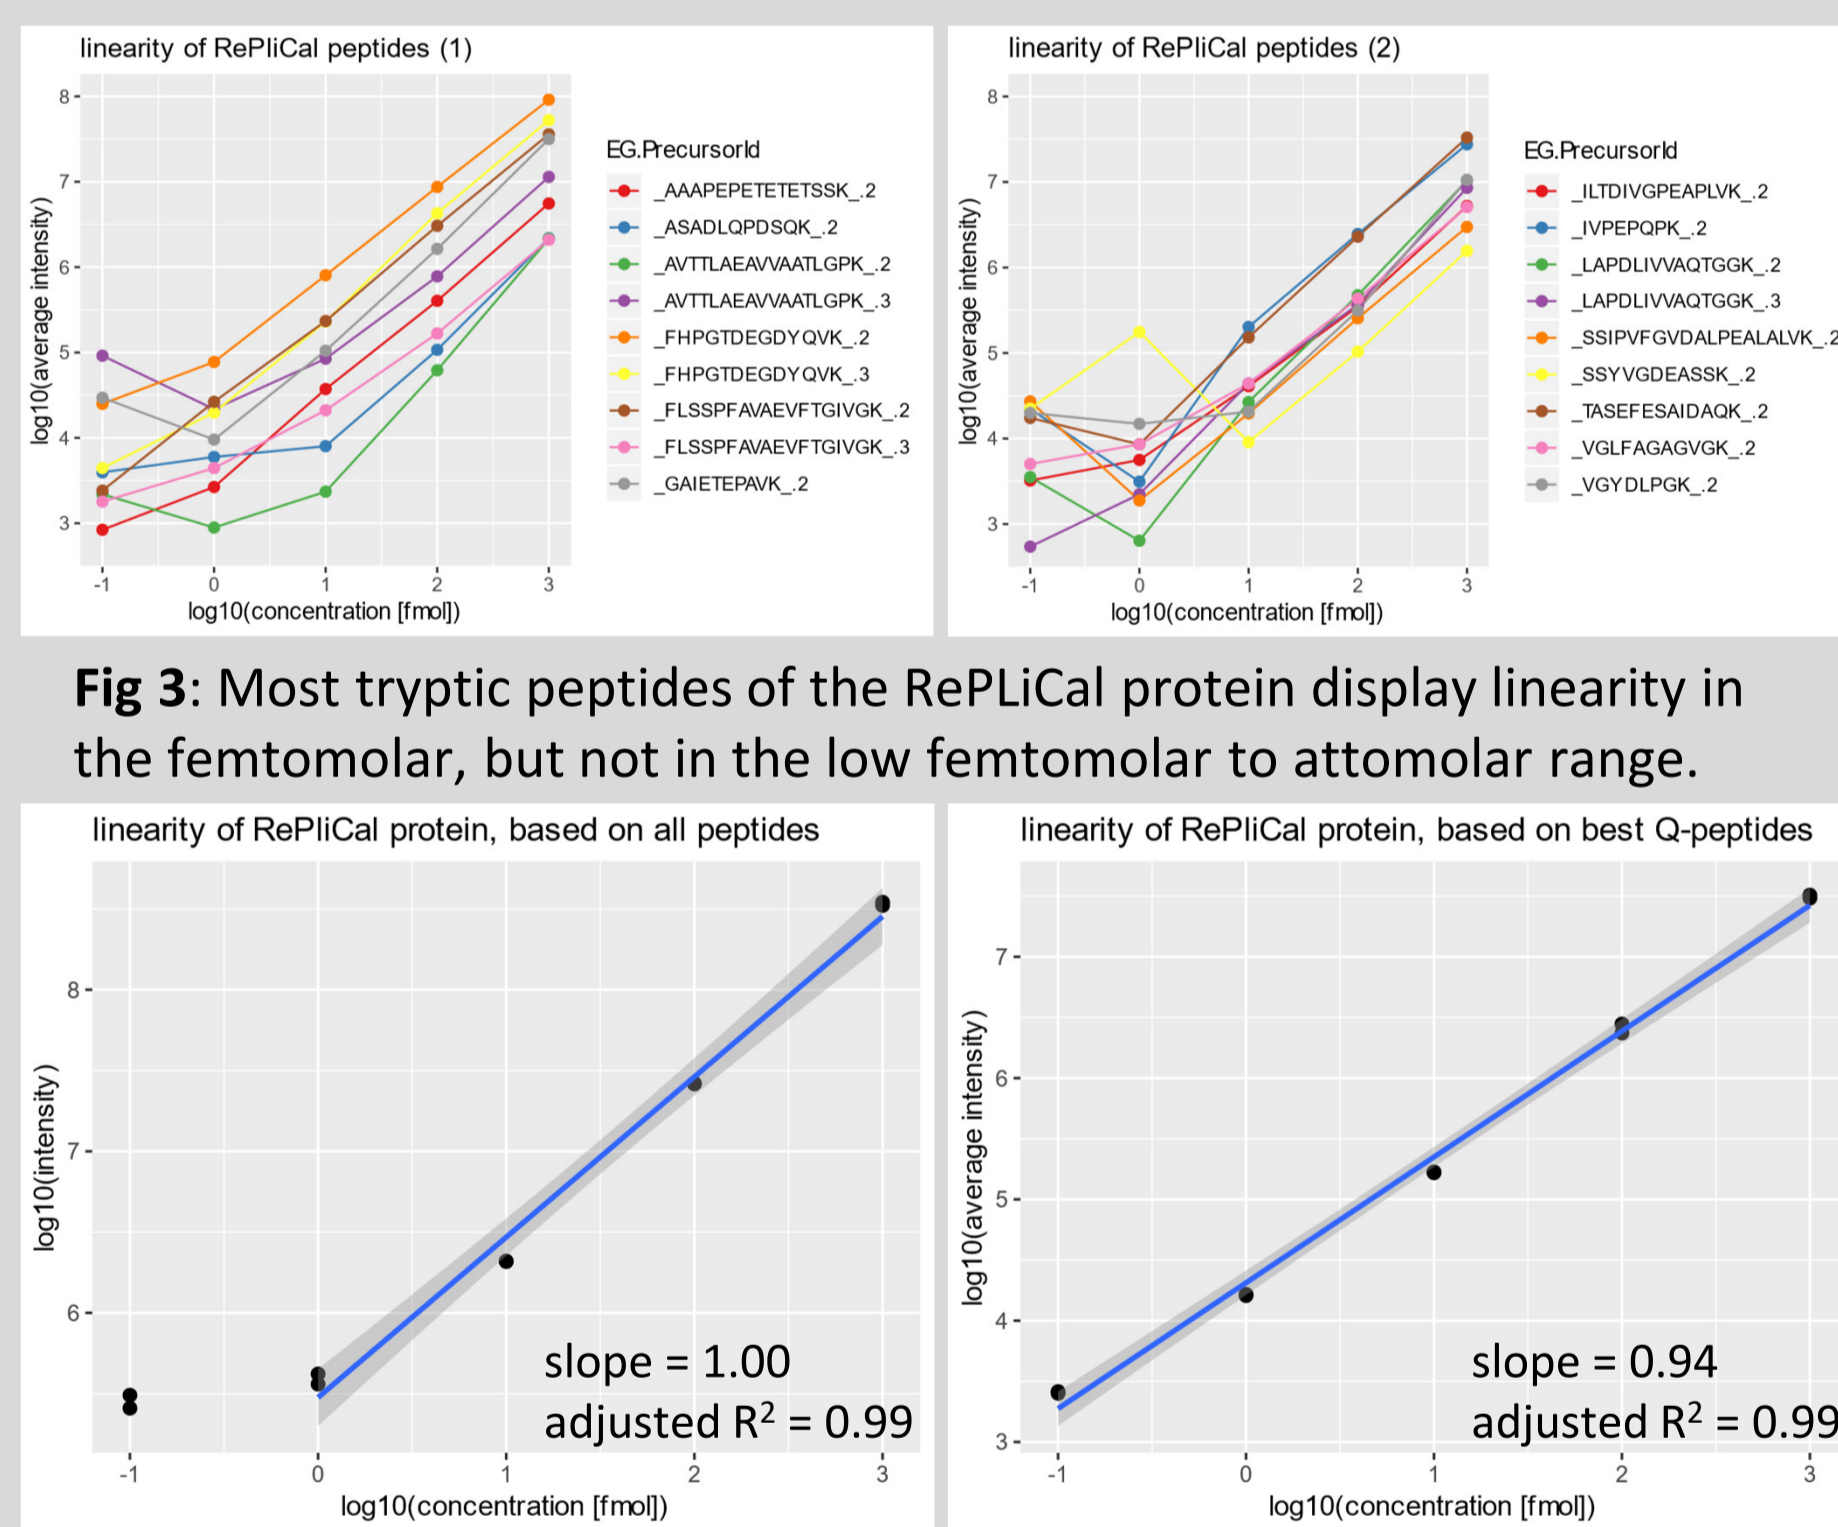 linearity of RePliCal peptides (1)
8
7
6
5
4
3
-1
0
1
2
3
log10(average intensity)
log10(concentration [fmol])
EG.PrecursorId
_AAAPEPETETETSSK_.2
_ASADLQPDSQK_.2
_AVTTLAEAVVAATLGPK_.2
_AVTTLAEAVVAATLGPK_.3
_FHPGTDEGDYQVK_.2
_FHPGTDEGDYQVK_.3
_FLSSPFAVAEVFTGIVGK_.2
_FLSSPFAVAEVFTGIVGK_.3
_GAIETEPAVK_.2
linearity of RePliCal peptides (2)
8
7
6
5
4
3
-1
0
1
2
3
log10(average intensity)
log10(concentration [fmol])
EG.PrecursorId
_ILTDIVGPEAPLVK_.2
_IVPEPQPK_.2
_LAPDLIVVAQTGGK_.2
_LAPDLIVVAQTGGK_.3
_SSIPVFGVDALPEALALVK_.2
_SSYVGDEASSK_.2
_TASEFESAIDAQK_.2
_VGLFAGAGVGK_.2
_VGYDLPGK_.2
Fig 3: Most tryptic peptides of the RePLiCal protein display linearity in
the femtomolar, but not in the low femtomolar to attomolar range.
linearity of RePliCal protein, based on all peptides
8
7
6
-1
0
1
2
3
log10(intensity)
log10(concentration [fmol])
slope = 1.00
adjusted R² = 0.99
linearity of RePliCal protein, based on best Q-peptides
7
6
5
4
3
-1
0
1
2
3
log10(average intensity)
log10(concentration [fmol])
slope = 0.94
adjusted R² = 0.99